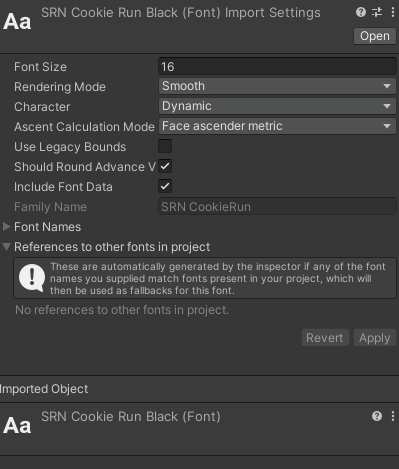 SRN Cookie Run Black (Font) Import Settings
Open
Font Size 16
Rendering Mode Smooth
Character Dynamic
Ascent Calculation Mode Face ascender metric
Use Legacy Bounds
Should Round Advance V
Include Font Data
Family Name SRN CookieRun
Font Names
References to other fonts in project
These are automatically generated by the inspector if any of the font
names you supplied match fonts present in your project, which will
then be used as fallbacks for this font.
No references to other fonts in project.
Revert Apply
Imported Object
Aa SRN Cookie Run Black (Font)